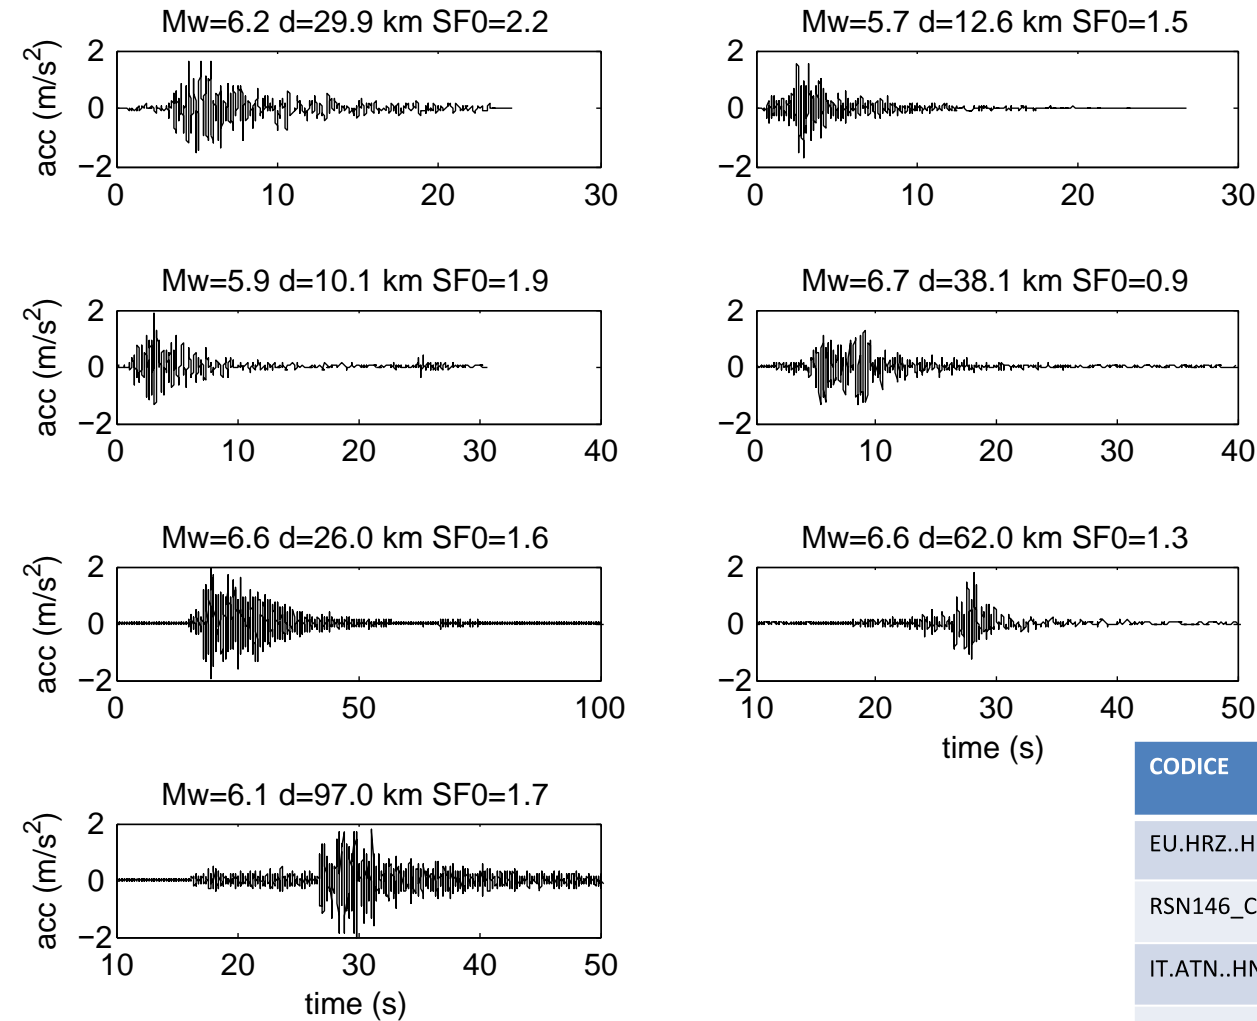 Mw=6.2 d=29.9 km SF0=2.2
acc (m/s²)
2
0
−2
0 10 20 30
Mw=5.7 d=12.6 km SF0=1.5
2
0
−2
0 10 20 30
Mw=5.9 d=10.1 km SF0=1.9
acc (m/s²)
2
0
−2
0 10 20 30 40
Mw=6.7 d=38.1 km SF0=0.9
2
0
−2
0 10 20 30 40
Mw=6.6 d=26.0 km SF0=1.6
acc (m/s²)
2
0
−2
0 50 100
Mw=6.6 d=62.0 km SF0=1.3
2
0
−2
10 20 30 40 50
time (s)
Mw=6.1 d=97.0 km SF0=1.7
acc (m/s²)
2
0
−2
10 20 30 40 50
time (s)
CODICE
EU.HRZ..H
RSN146_C
IT.ATN..HN